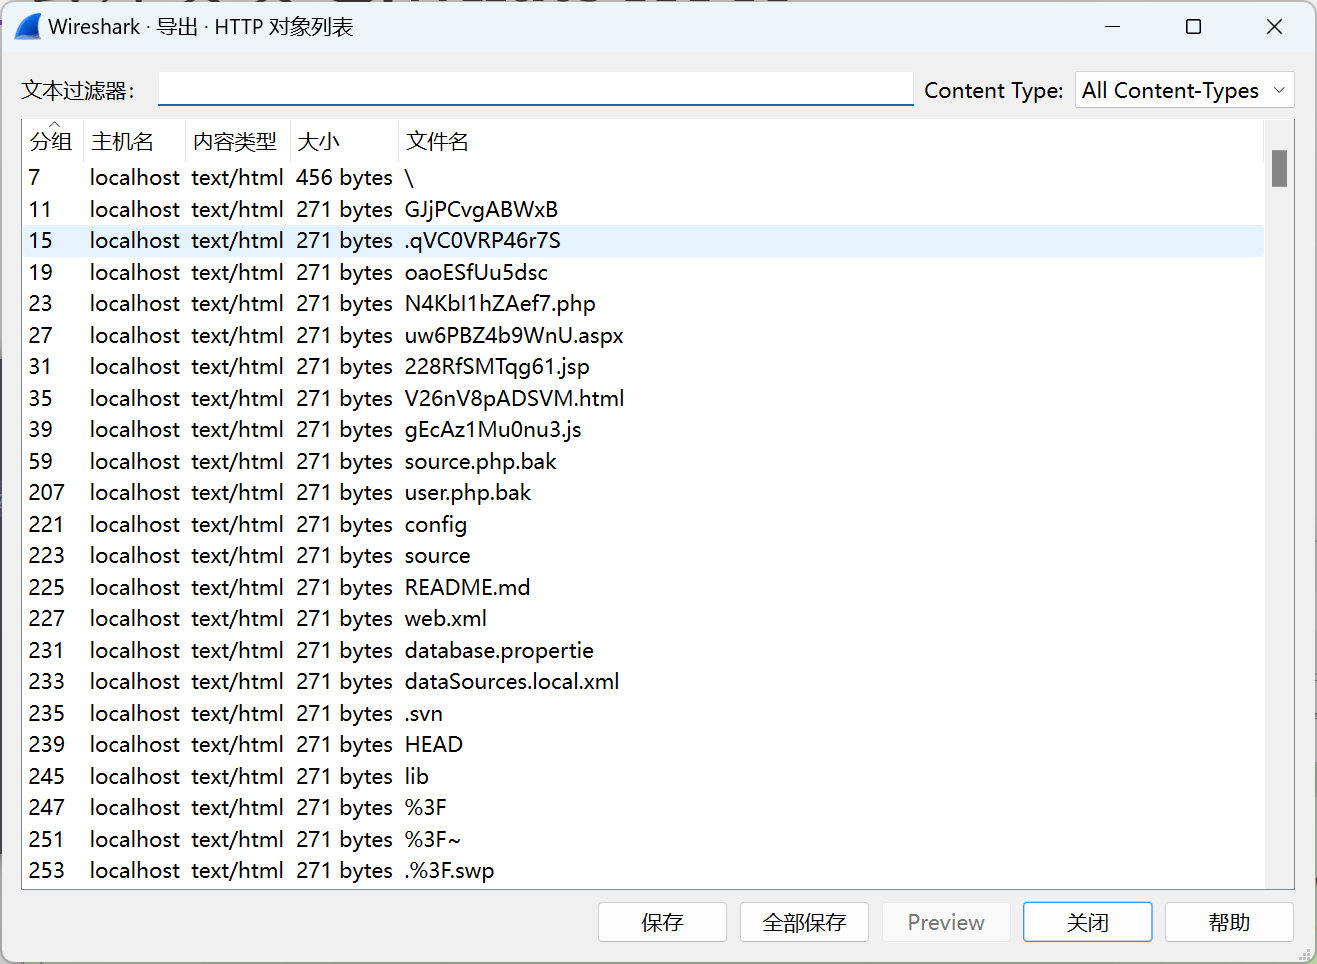 Wireshark · 导出 · HTTP 对象列表
文本过滤器： Content Type: All Content-Types
分组 主机名 内容类型 大小 文件名
7 localhost text/html 456 bytes \
11 localhost text/html 271 bytes GJjPCvgABWxB
15 localhost text/html 271 bytes .qVC0VRP46r7S
19 localhost text/html 271 bytes oaoESfUu5dsc
23 localhost text/html 271 bytes N4KbI1hZAef7.php
27 localhost text/html 271 bytes uw6PBZ4b9WnU.aspx
31 localhost text/html 271 bytes 228RfSMTqg61.jsp
35 localhost text/html 271 bytes V26nV8pADSVM.html
39 localhost text/html 271 bytes gEcAz1Mu0nu3.js
59 localhost text/html 271 bytes source.php.bak
207 localhost text/html 271 bytes user.php.bak
221 localhost text/html 271 bytes config
223 localhost text/html 271 bytes source
225 localhost text/html 271 bytes README.md
227 localhost text/html 271 bytes web.xml
231 localhost text/html 271 bytes database.propertie
233 localhost text/html 271 bytes dataSources.local.xml
235 localhost text/html 271 bytes .svn
239 localhost text/html 271 bytes HEAD
245 localhost text/html 271 bytes lib
247 localhost text/html 271 bytes %3F
251 localhost text/html 271 bytes %3F~
253 localhost text/html 271 bytes .%3F.swp
保存 全部保存 Preview 关闭 帮助